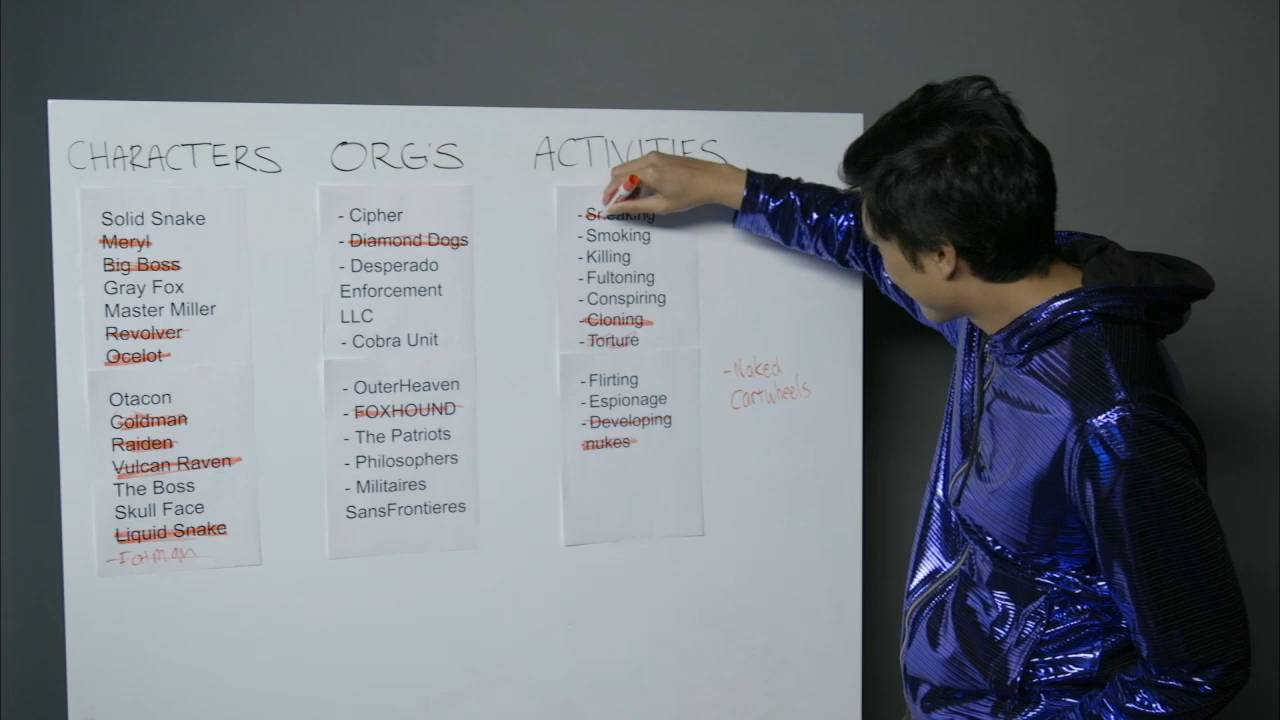 CHARACTERS
Solid Snake
Meryl
Big Boss
Gray Fox
Master Miller
Revolver
Ocelot
Otacon
Goldman
Raiden
Vulcan Raven
The Boss
Skull Face
Liquid Snake
-Fatman
ORG'S
- Cipher
- Diamond Dogs
- Desperado
Enforcement
LLC
- Cobra Unit
- OuterHeaven
- FOXHOUND
- The Patriots
- Philosophers
- Militaires
SansFrontieres
ACTIVITIES
- Sneaking
- Smoking
- Killing
- Fultoning
- Conspiring
- Cloning
- Torture
- Flirting
- Espionage
- Developing
nukes
- Naked
Cartwheels